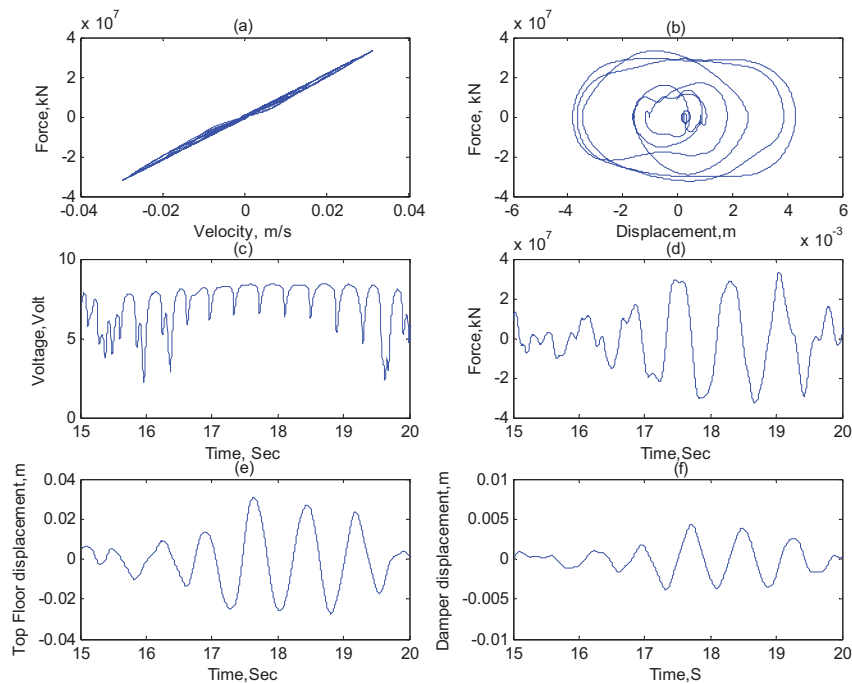 x 10^7
(a)
4
2
0
-2
-4
Force,kN
-0.04
-0.02
0
0.02
0.04
Velocity, m/s
x 10^7
(b)
4
2
0
-2
-4
Force, kN
-6
-4
-2
0
2
4
6
Displacement,m
x 10^-3
(c)
10
5
0
Voltage,Volt
15
16
17
18
19
20
Time, Sec
x 10^7
(d)
4
2
0
-2
-4
Force,kN
15
16
17
18
19
20
Time,Sec
(e)
0.04
0.02
0
-0.02
-0.04
Top Floor displacement,m
15
16
17
18
19
20
Time,Sec
(f)
0.01
0.005
0
-0.005
-0.01
Damper displacement,m
15
16
17
18
19
20
Time,S